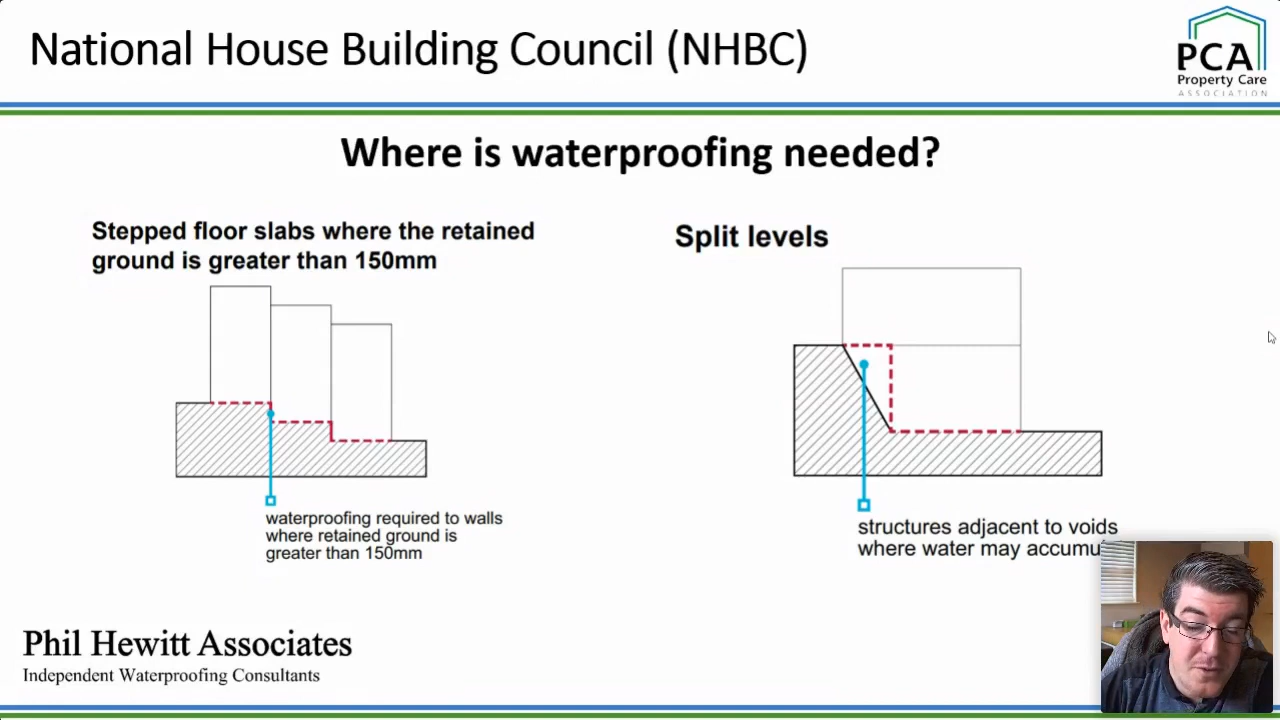 National House Building Council (NHBC)
PCA
Property Care
ASSOCIATION
Where is waterproofing needed?
Stepped floor slabs where the retained
ground is greater than 150mm
waterproofing required to walls
where retained ground is
greater than 150mm
Split levels
structures adjacent to voids
where water may accumu
Phil Hewitt Associates
Independent Waterproofing Consultants